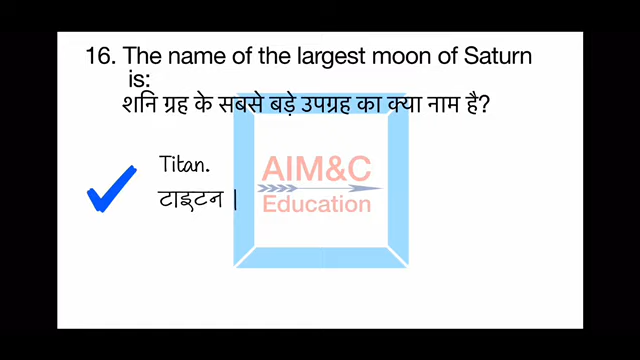 16. The name of the largest moon of Saturn
is:
शनि ग्रह के सबसे बड़े उपग्रह का क्या नाम है?
Titan.
टाइटन |
AIM&C
Education